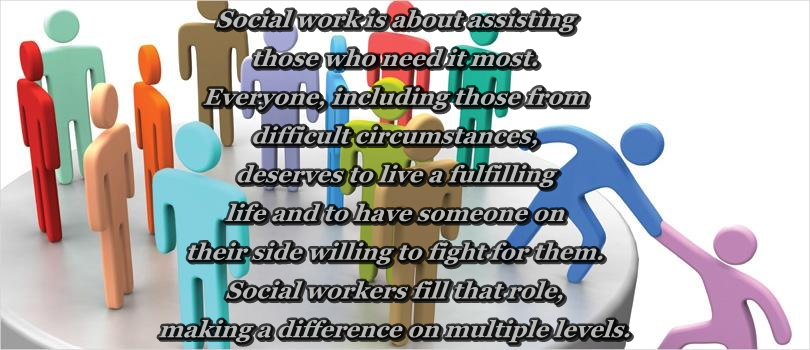 Social work is about assisting
those who need it most.
Everyone, including those from
difficult circumstances,
deserves to live a fulfilling
life and to have someone on
their side willing to fight for them.
Social workers fill that role,
making a difference on multiple levels.